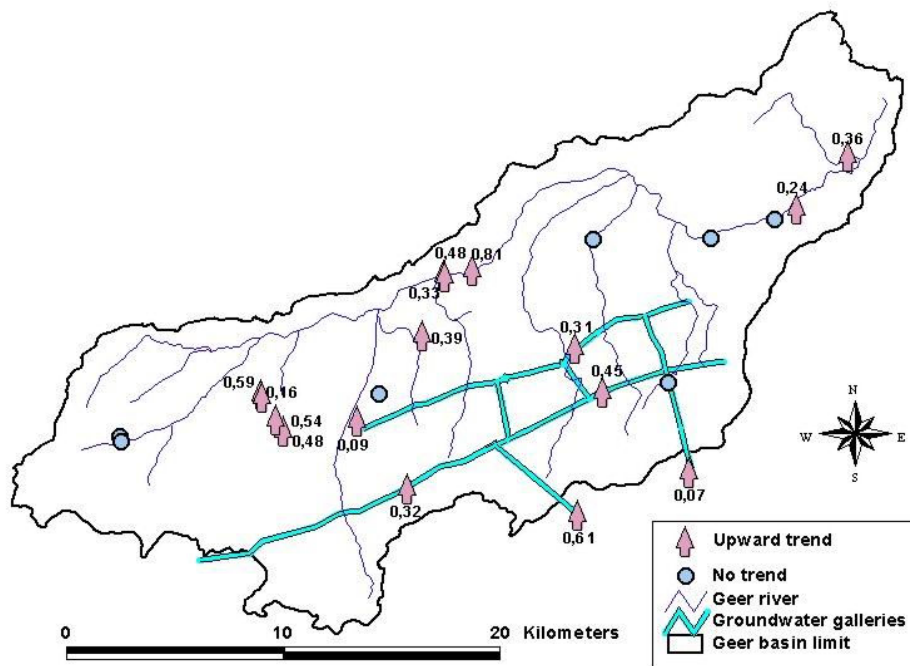 0,36
0,24
0,48 0,81
0,33
0,39
0,31
0,59
0,16
0,45
0,54
0,48
0,09
0,32
0,07
0,61
N
W E
S
Upward trend
No trend
Geer river
Groundwater galleries
Geer basin limit
0 10 20 Kilometers